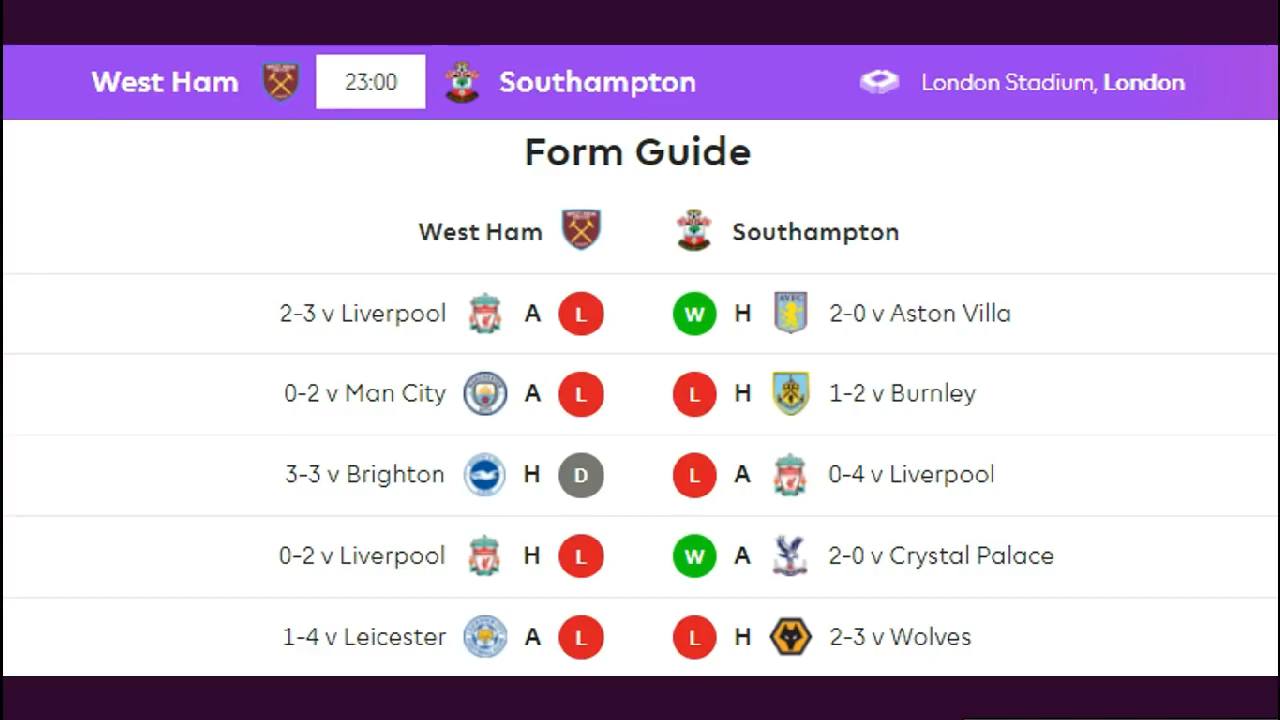 West Ham 23:00 Southampton London Stadium, London
Form Guide
West Ham Southampton
2-3 v Liverpool A L W H 2-0 v Aston Villa
0-2 v Man City A L L H 1-2 v Burnley
3-3 v Brighton H D L A 0-4 v Liverpool
0-2 v Liverpool H L W A 2-0 v Crystal Palace
1-4 v Leicester A L L H 2-3 v Wolves